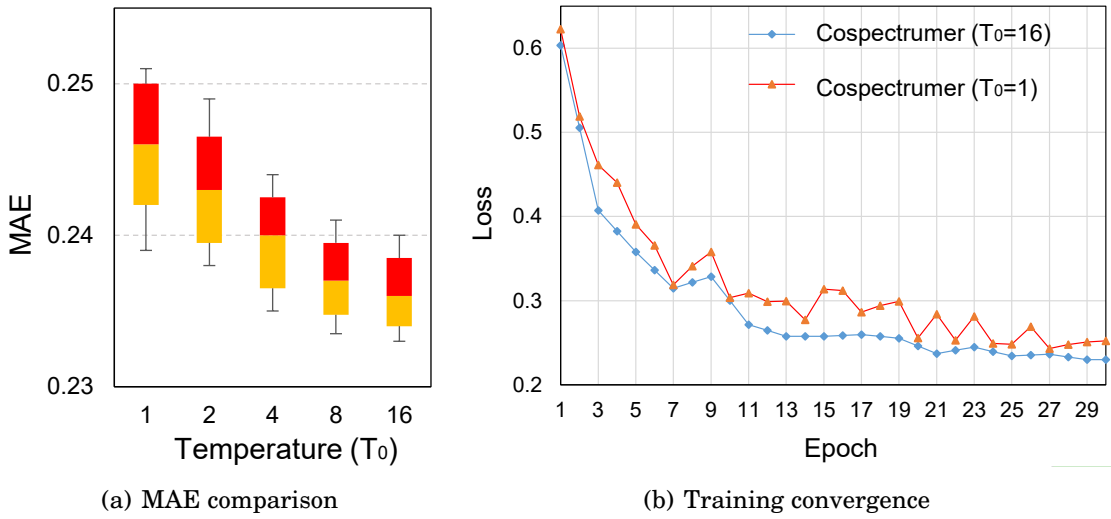 0.25
0.24
0.23
MAE
1 2 4 8 16
Temperature (T₀)
(a) MAE comparison
0.6
0.5
0.4
0.3
0.2
Loss
Cospectrumer (T₀=16)
Cospectrumer (T₀=1)
1 3 5 7 9 11 13 15 17 19 21 23 25 27 29
Epoch
(b) Training convergence